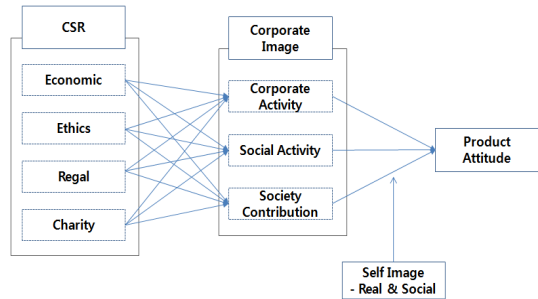 CSR
Economic
Ethics
Regal
Charity
Corporate
Image
Corporate
Activity
Social Activity
Society
Contribution
Product
Attitude
Self Image
- Real & Social